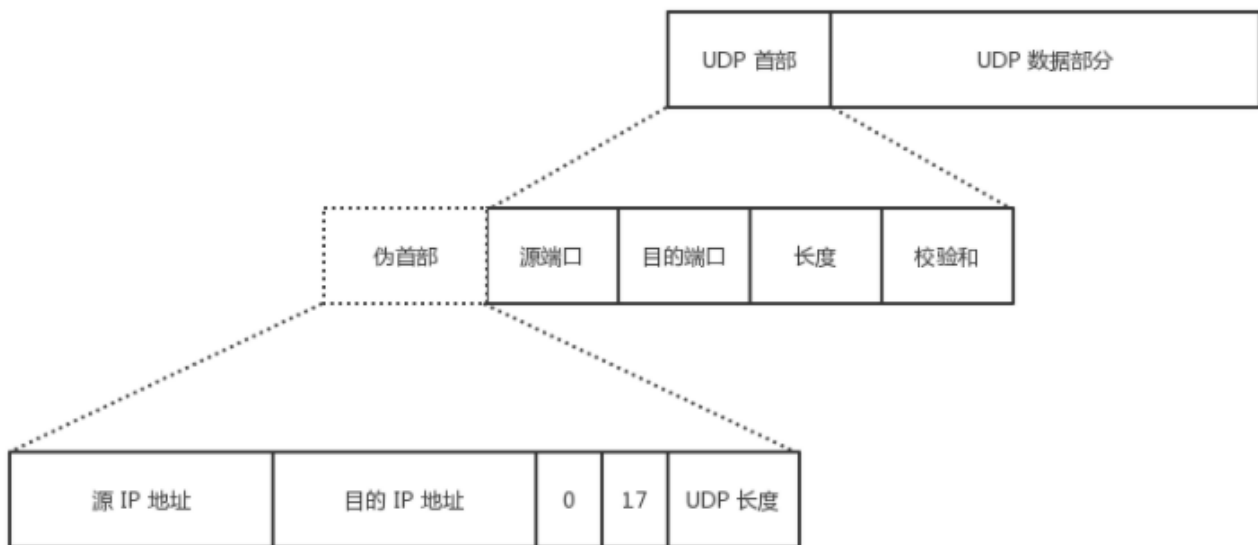 UDP 首部 UDP 数据部分
伪首部 源端口 目的端口 长度 校验和
源 IP 地址 目的 IP 地址 0 17 UDP 长度